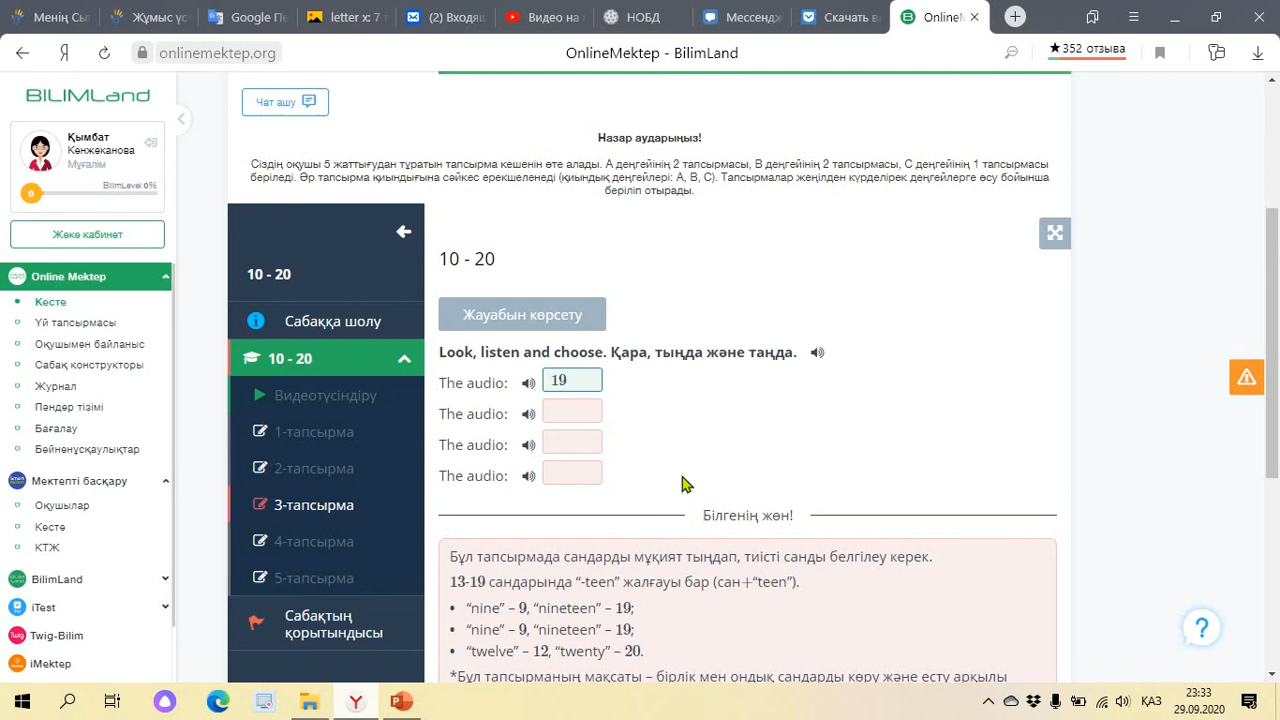 Менің Сы
Жұмыс үс
Google Пе
letter x: 7 т
(2) Входящ
Видео на
НОБД
Мессендж
Скачать в
OnlineM
onlinemektep.org
OnlineMektep - BilimLand
★352 отзыва
BILIMLand
Қымбат
Кенжеканова
Мұғалім
BilimLevel 0%
0
Жеке кабинет
Online Mektep
Кесте
Үй тапсырмасы
Оқушымен байланыс
Сабақ конструкторы
Журнал
Пәндер тізімі
Бағалау
Бейненұсқаулықтар
Мектепті басқару
Оқушылар
Кесте
КТЖ
BilimLand
iTest
Twig-Bilim
iMektep
Чат ашу
Назар аударыңыз!
Сіздің оқушы 5 жаттығудан тұратын тапсырма кешенін өте алады. А деңгейінің 2 тапсырмасы, В деңгейінің 2 тапсырмасы, С деңгейінің 1 тапсырмасы
беріледі. Әр тапсырма қиындығына сәйкес ерекшеленеді (қиындық деңгейлері: А, В, С). Тапсырмалар жеңілден күрделірек деңгейлерге өсу бойынша
беріліп отырады.
10 - 20
Сабаққа шолу
10 - 20
Видеотүсіндіру
1-тапсырма
2-тапсырма
3-тапсырма
4-тапсырма
5-тапсырма
Сабақтың
қорытындысы
10 - 20
Жауабын көрсету
Look, listen and choose. Қара, тыңда және таңда.
The audio: 19
The audio:
The audio:
The audio:
Білгенің жөн!
Бұл тапсырмада сандарды мұқият тыңдап, тиісті санды белгілеу керек.
13-19 сандарында “-teen” жалғауы бар (сан+“teen”).
• “nine” – 9, “nineteen” – 19;
• “nine” – 9, “nineteen” – 19;
• “twelve” – 12, “twenty” – 20.
*Бұл тапсырманың мақсаты – бірлік мен ондық сандарды көру және есту арқылы
?
ҚАЗ
23:33
29.09.2020